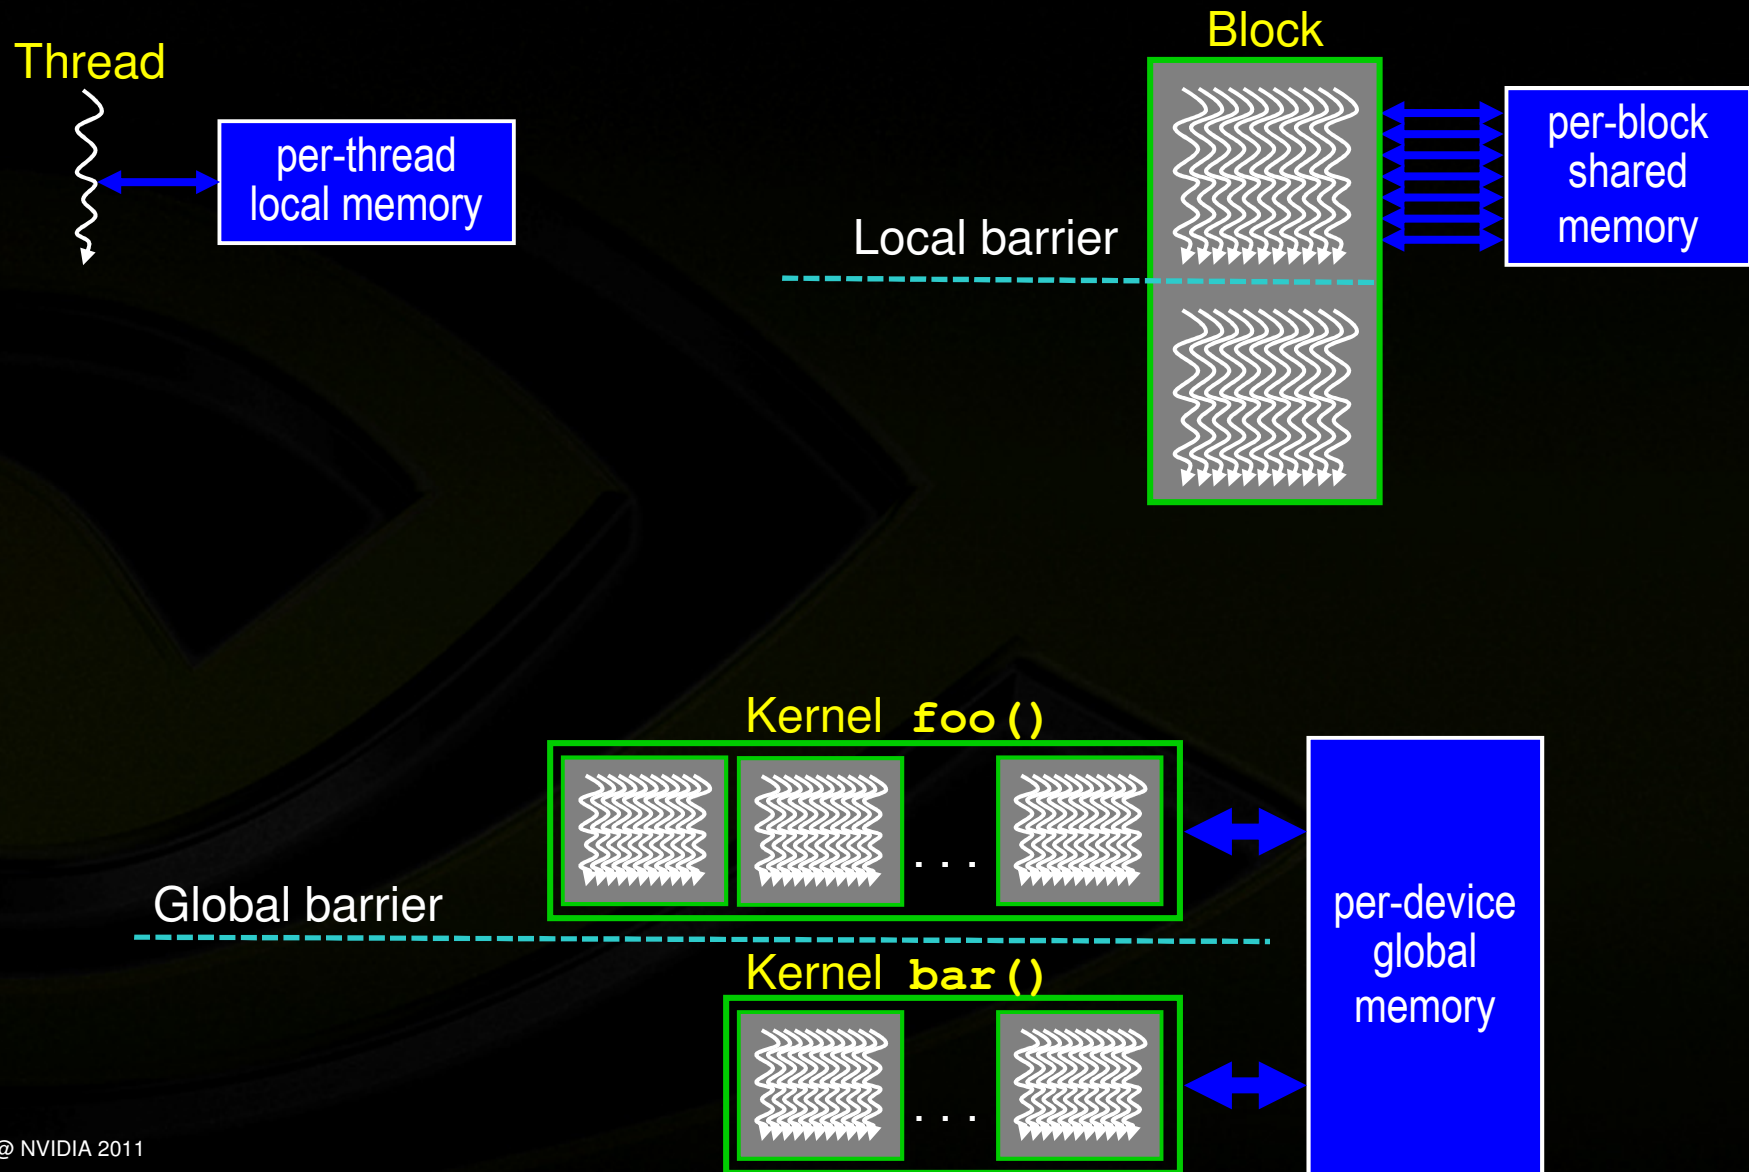 Thread
per-thread
local memory
Block
per-block
shared
memory
Local barrier
Kernel foo()
. . .
Global barrier
Kernel bar()
. . .
per-device
global
memory
@ NVIDIA 2011